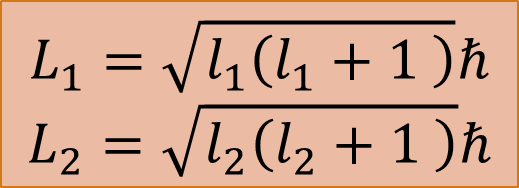 L₁ = √l₁(l₁ + 1 )ħ
L₂ = √l₂(l₂ + 1 )ħ